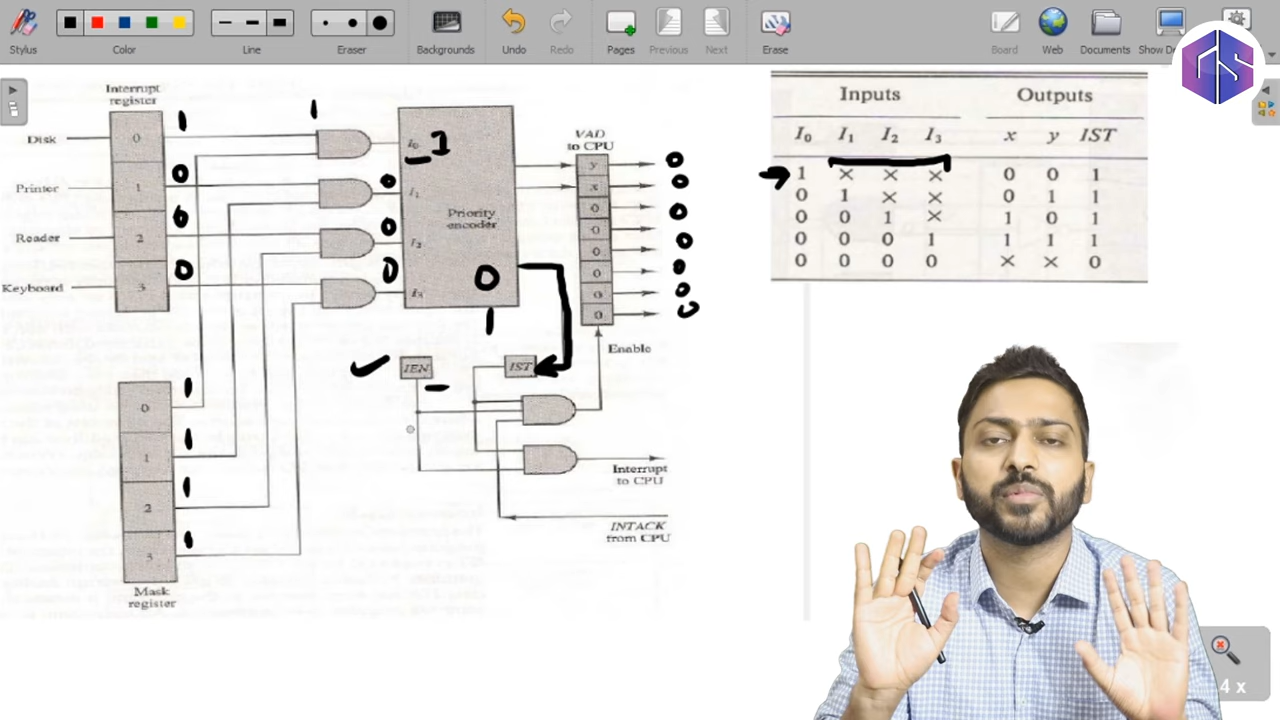 Stylus Color Line Eraser Backgrounds Undo Redo Pages Previous Next Erase Board Web Documents Show De
Interrupt
register
Disk 0 1 1
Printer 1 0 0
Reader 2 0 0
Keyboard 3 0 0
I₀ 1
I₁
I₂
I₃
Priority
encoder
0
1
VAD
to CPU
y 0
x 0
0 0
0 0
0 0
0 0
0 0
0 0
Enable
IEN
IST
Interrupt
to CPU
INTACK
from CPU
0 1
1 1
2 1
3 1
Mask
register
Inputs Outputs
I₀ I₁ I₂ I₃ x y IST
1 × × × 0 0 1
0 1 × × 0 1 1
0 0 1 × 1 0 1
0 0 0 1 1 1 1
0 0 0 0 × × 0
4 x